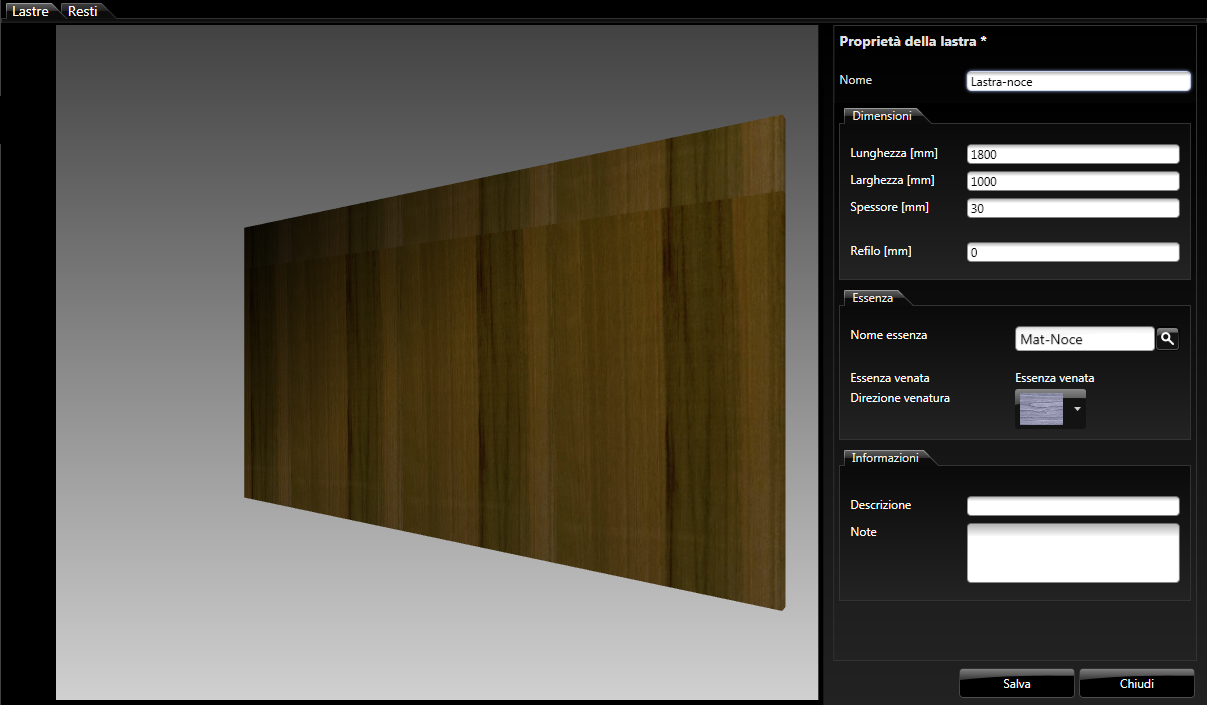 Lastre Resti
Proprietà della lastra *
Nome Lastra-noce
Dimensioni
Lunghezza [mm] 1800
Larghezza [mm] 1000
Spessore [mm] 30
Refilo [mm] 0
Essenza
Nome essenza Mat-Noce
Essenza venata Essenza venata
Direzione venatura
Informazioni
Descrizione
Note
Salva Chiudi